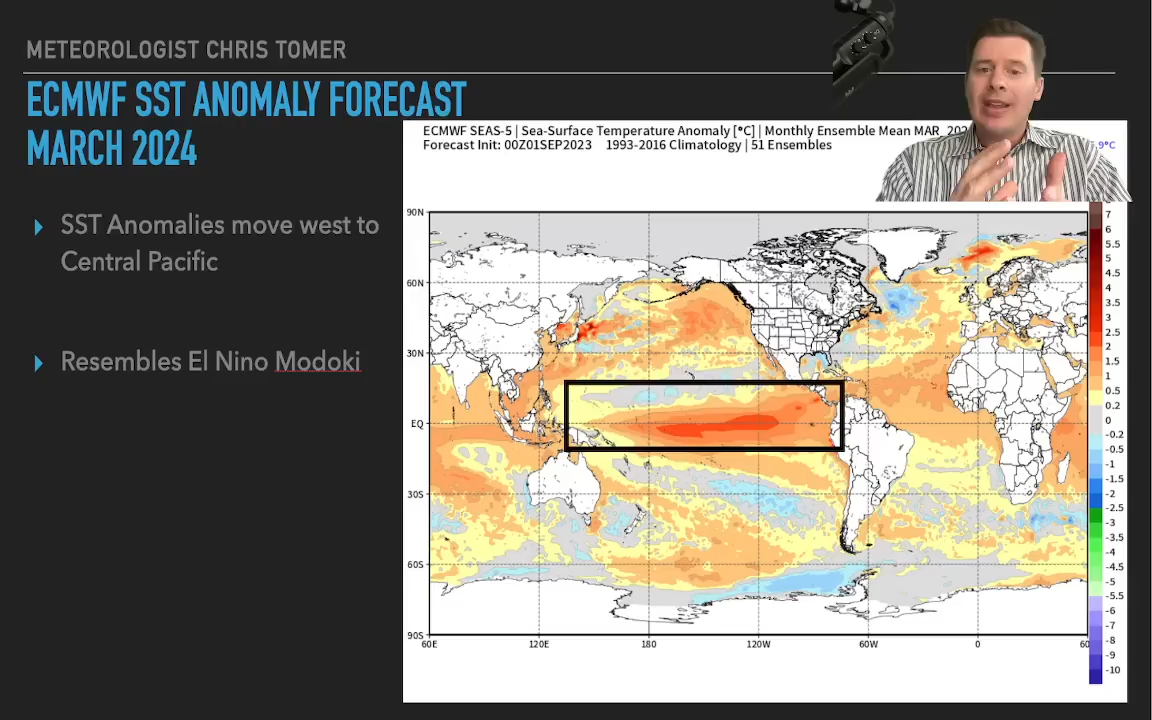 METEOROLOGIST CHRIS TOMER
ECMWF SST ANOMALY FORECAST
MARCH 2024
SST Anomalies move west to
Central Pacific
Resembles El Nino Modoki
ECMWF SEAS-5 | Sea-Surface Temperature Anomaly [°C] | Monthly Ensemble Mean MAR
Forecast Init: 00Z01SEP2023 1993-2016 Climatology | 51 Ensembles
90N
60N
30N
EQ
30S
60S
90S
60E 120E 180 120W 60W 0
7
6
5.5
5
4.5
4
3.5
3
2.5
2
1.5
1
0.5
0.2
0
-0.2
-0.5
-1
-1.5
-2
-2.5
-3
-3.5
-4
-4.5
-5
-5.5
-6
-7
-8
-9
-10